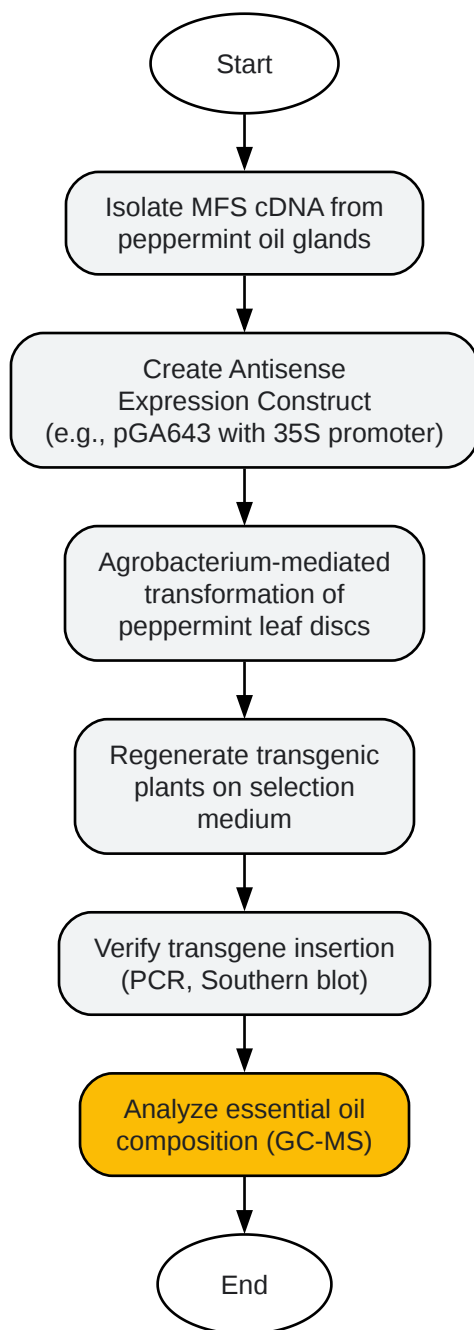 Start
Isolate MFS cDNA from
peppermint oil glands
Create Antisense
Expression Construct
(e.g., pGA643 with 35S promoter)
Agrobacterium-mediated
transformation of
peppermint leaf discs
Regenerate transgenic
plants on selection
medium
Verify transgene insertion
(PCR, Southern blot)
Analyze essential oil
composition (GC-MS)
End